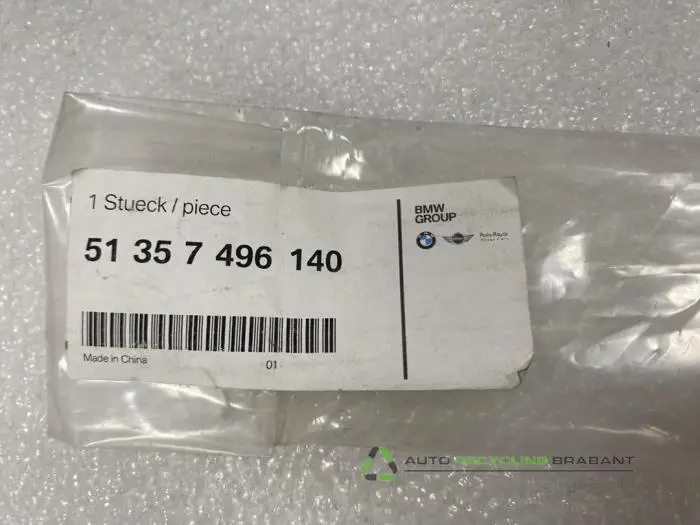 1 Stueck / piece
51 35 7 496 140
Made in China
01
BMW
GROUP
AUTO RECYCLING BRABANT